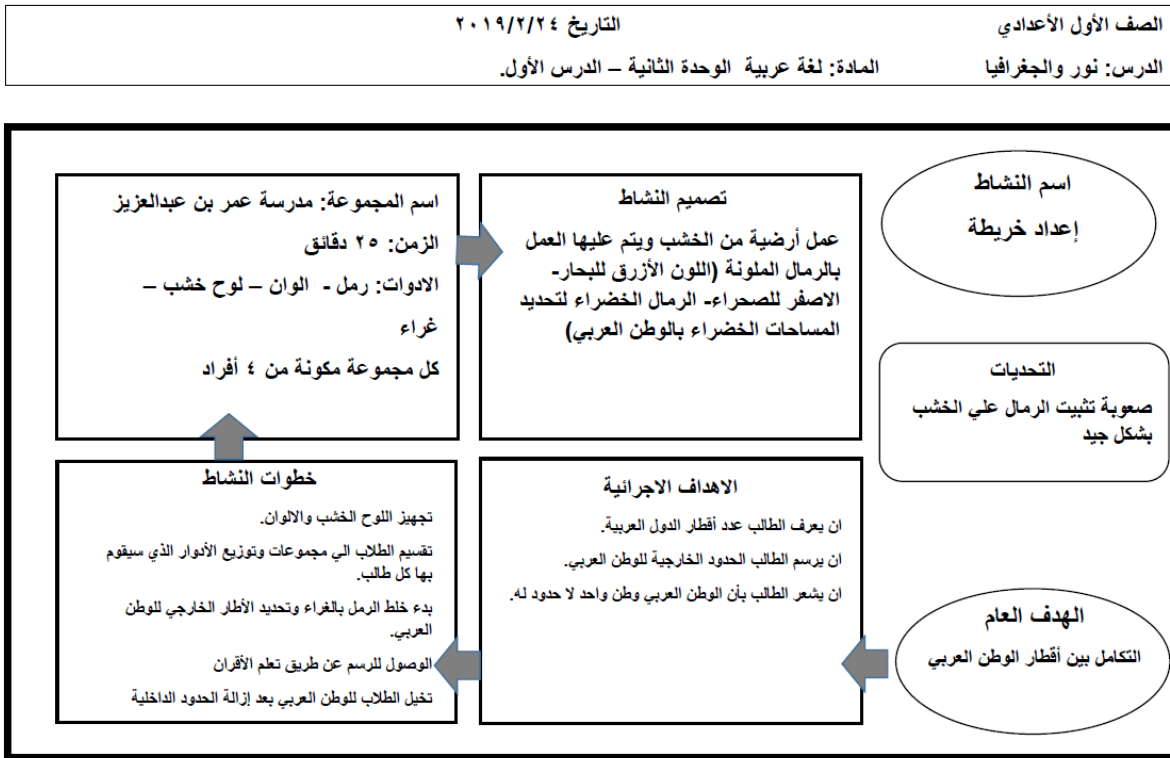 الصف الأول الأعدادي التاريخ ٢٠١٩/٢/٢٤
الدرس: نور والجغرافيا المادة: لغة عربية الوحدة الثانية – الدرس الأول.
اسم النشاط
إعداد خريطة
تصميم النشاط
عمل أرضية من الخشب ويتم عليها العمل
بالرمال الملونة (اللون الأزرق للبحار-
الاصفر للصحراء- الرمال الخضراء لتحديد
المساحات الخضراء بالوطن العربي)
اسم المجموعة: مدرسة عمر بن عبدالعزيز
الزمن: ٢٥ دقائق
الادوات: رمل - الوان – لوح خشب –
غراء
كل مجموعة مكونة من ٤ أفراد
التحديات
صعوبة تثبيت الرمال علي الخشب
بشكل جيد
الهدف العام
التكامل بين أقطار الوطن العربي
الاهداف الاجرائية
ان يعرف الطالب عدد أقطار الدول العربية.
ان يرسم الطالب الحدود الخارجية للوطن العربي.
ان يشعر الطالب بأن الوطن العربي وطن واحد لا حدود له.
خطوات النشاط
تجهيز اللوح الخشب والالوان.
تقسيم الطلاب الي مجموعات وتوزيع الأدوار الذي سيقوم
بها كل طالب.
بدء خلط الرمل بالغراء وتحديد الأطار الخارجي للوطن
العربي.
الوصول للرسم عن طريق تعلم الأقران
تخيل الطلاب للوطن العربي بعد إزالة الحدود الداخلية